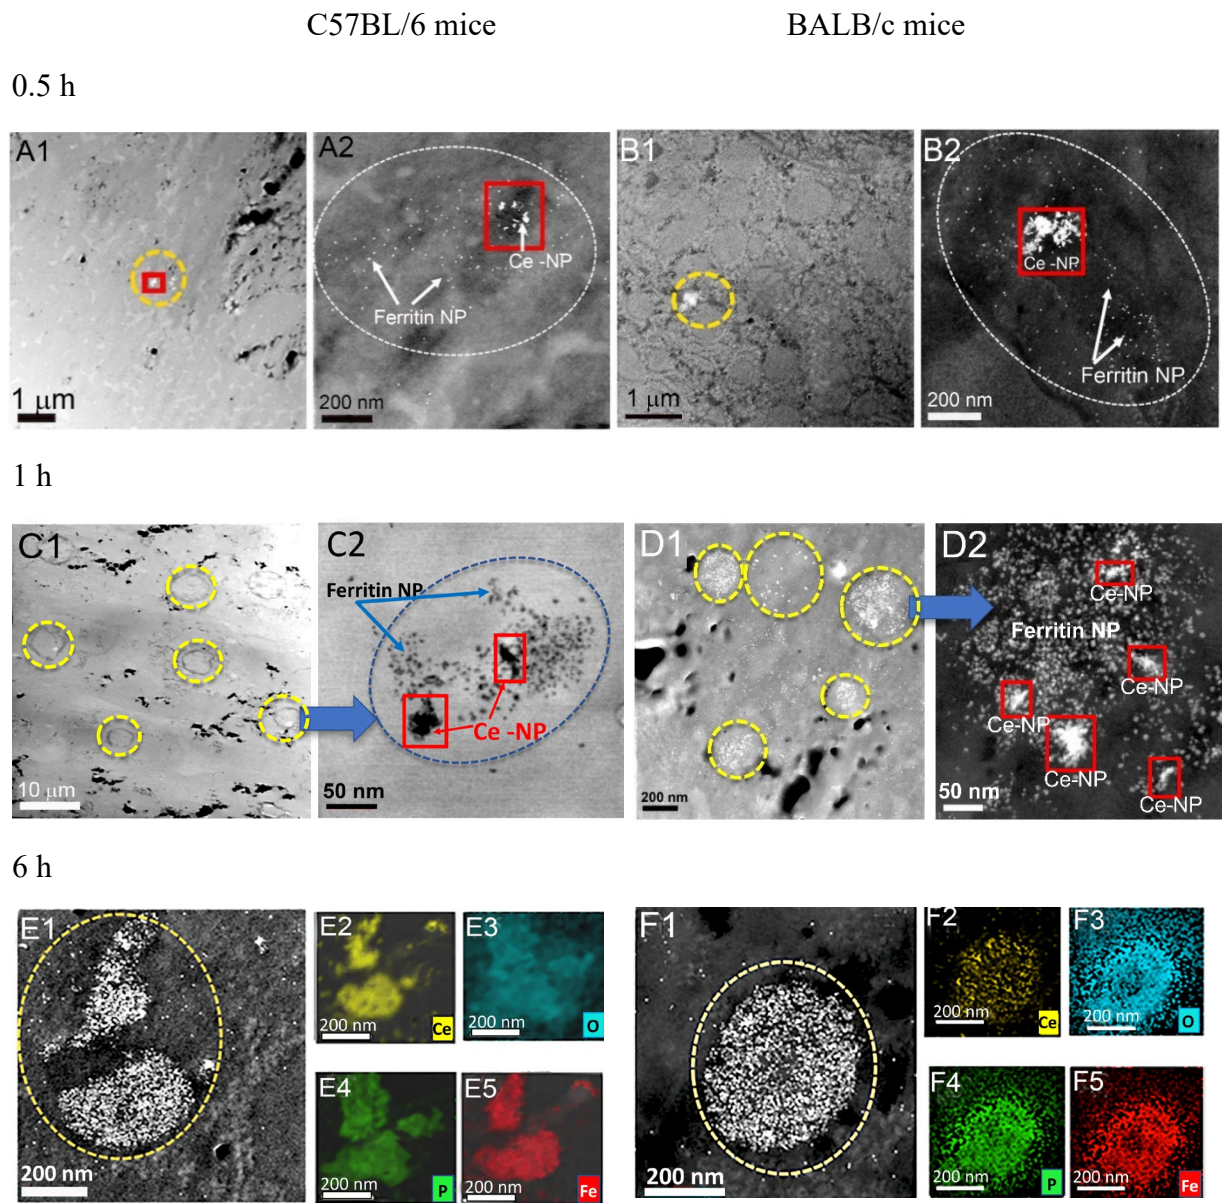 C57BL/6 mice BALB/c mice
0.5 h
A1 A2 B1 B2
Ce -NP
Ferritin NP
1 μm
200 nm
Ce -NP
Ferritin NP
1 μm
200 nm
1 h
C1 C2 D1 D2
Ferritin NP
Ce -NP
10 μm
50 nm
Ce-NP
Ferritin NP
Ce-NP
Ce-NP
Ce-NP
Ce-NP
200 nm
50 nm
6 h
E1 E2 E3 F1 F2 F3
200 nm Ce
200 nm O
200 nm Ce
200 nm O
E4 E5 F4 F5
200 nm
200 nm P
200 nm Fe
200 nm
200 nm P
200 nm Fe